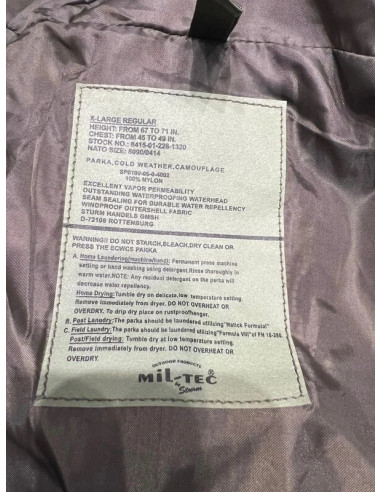 X-LARGE REGULAR
HEIGHT: FROM 67 TO 71 IN.
CHEST: FROM 45 TO 49 IN.
STOCK NO.: 8415-01-228-1320
NATO SIZE: 8090/0414
PARKA,COLD WEATHER,CAMOUFLAGE
100% NYLON
EXCELLENT VAPOR PERMEABILITY
OUTSTANDING WATERPROOFING WATERHEAD
SEAM SEALING FOR DURABLE WATER REPELLENCY
WINDPROOF OUTERSHELL FABRIC
STURM HANDELS GMBH
D-72108 ROTTENBURG
WARNING!! DO NOT STARCH,BLEACH,DRY CLEAN OR
PRESS THE ECWCS PARKA
A. Home Laundering(machine/hand): Permanent press machine
setting or hand washing using detergent.Rinse thoroughly in
warm water.NOTE: Any residual detergent on the parka will
decrease water repellency.
Home Drying: Tumble dry on delicate,low temperature setting.
Remove immediately from dryer. DO NOT OVERHEAT OR
OVERDRY. To drip dry place on rustproofhanger.
B. Post Lanudry: The parka should be laundered utilizing"Natick Formula!"
C. Field Laundry: The parka should be laundered utilizing"Formula VIII"of FM 10-280.
Post/Field drying: Tumble at low temperature setting.
Remove immediately from dryer. DO NOT OVERHEAT OR
OVERDRY.
OUTDOOR PRODUCTS
MiL-TEC®
by Sturm